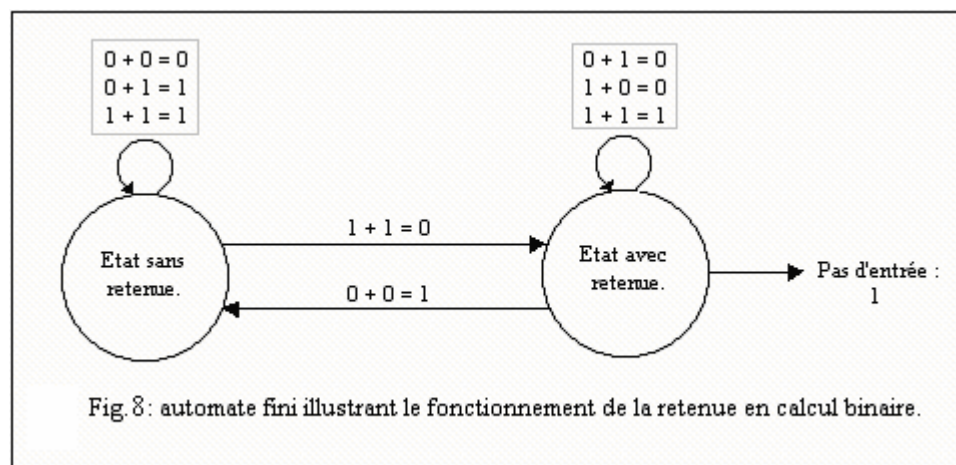 0 + 0 = 0
0 + 1 = 1
1 + 1 = 1
0 + 1 = 0
1 + 0 = 0
1 + 1 = 1
Etat sans
retenue.
1 + 1 = 0
0 + 0 = 1
Etat avec
retenue.
Pas d'entrée :
1
Fig.8: automate fini illustrant le fonctionnement de la retenue en calcul binaire.